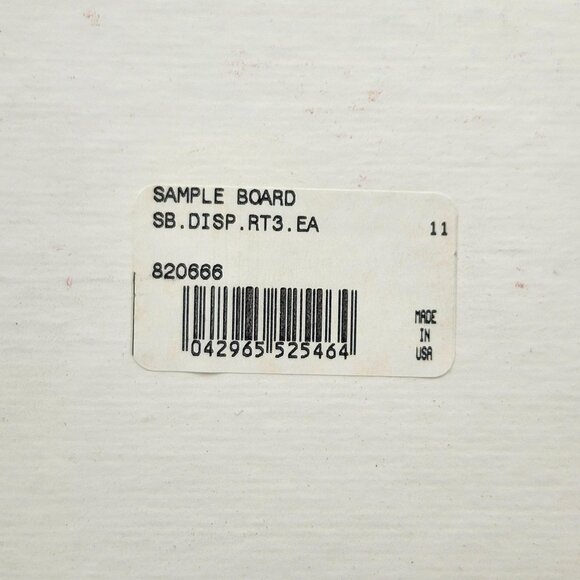 SAMPLE BOARD
SB.DISP.RT3.EA 11
820666
042965 525464
MADE
IN
USA